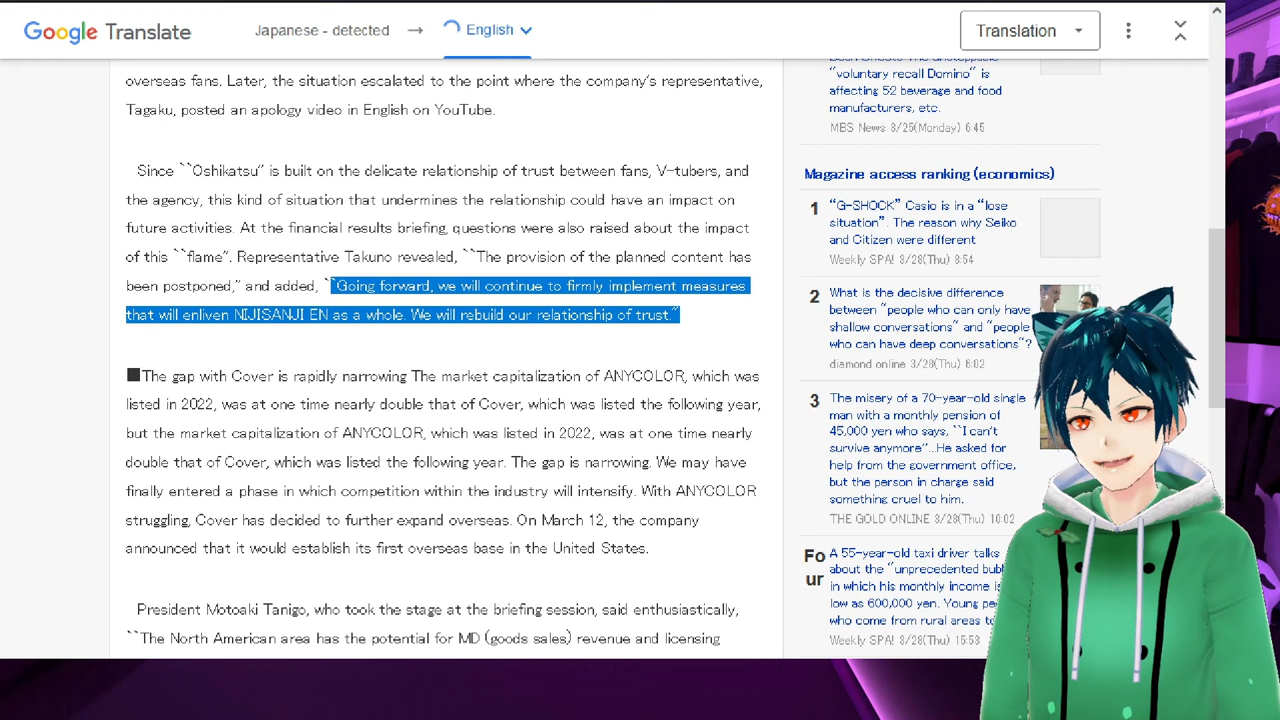 Google Translate
Japanese - detected → English
Translation
overseas fans. Later, the situation escalated to the point where the company's representative,
Tagaku, posted an apology video in English on YouTube.
Since ``Oshikatsu'' is built on the delicate relationship of trust between fans, V-tubers, and
the agency, this kind of situation that undermines the relationship could have an impact on
future activities. At the financial results briefing, questions were also raised about the impact
of this ``flame''. Representative Takuno revealed, ``The provision of the planned content has
been postponed,'' and added, ``Going forward, we will continue to firmly implement measures
that will enliven NIJISANJI EN as a whole. We will rebuild our relationship of trust.''
■The gap with Cover is rapidly narrowing The market capitalization of ANYCOLOR, which was
listed in 2022, was at one time nearly double that of Cover, which was listed the following year,
but the market capitalization of ANYCOLOR, which was listed in 2022, was at one time nearly
double that of Cover, which was listed the following year. The gap is narrowing. We may have
finally entered a phase in which competition within the industry will intensify. With ANYCOLOR
struggling, Cover has decided to further expand overseas. On March 12, the company
announced that it would establish its first overseas base in the United States.
President Motoaki Tanigo, who took the stage at the briefing session, said enthusiastically,
``The North American area has the potential for MD (goods sales) revenue and licensing
"voluntary recall Domino" is
affecting 52 beverage and food
manufacturers, etc.
MBS News 3/25(Monday) 6:45
Magazine access ranking (economics)
1
"G-SHOCK" Casio is in a "lose
situation". The reason why Seiko
and Citizen were different
Weekly SPA! 3/28(Thu) 8:54
2
What is the decisive difference
between "people who can only have
shallow conversations" and "people
who can have deep conversations"?
diamond online 3/28(Thu) 6:02
3
The misery of a 70-year-old single
man with a monthly pension of
45,000 yen who says, ``I can't
survive anymore''...He asked for
help from the government office,
but the person in charge said
something cruel to him.
THE GOLD ONLINE 3/28(Thu) 10:02
Fo
ur
A 55-year-old taxi driver talks
about the "unprecedented
in which his monthly income is
low as 600,000 yen. Young
who come from rural areas to
Weekly SPA! 3/28(Thu) 15:53